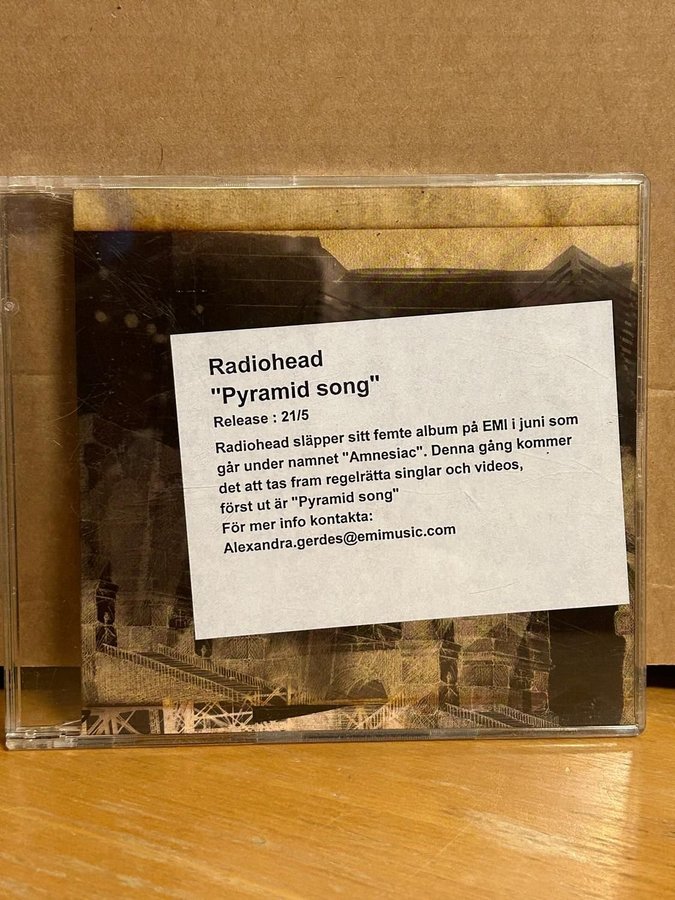 Radiohead
"Pyramid song"
Release : 21/5
Radiohead släpper sitt femte album på EMI i juni som
går under namnet "Amnesiac". Denna gång kommer
det att tas fram regelrätta singlar och videos,
först ut är "Pyramid song"
För mer info kontakta:
Alexandra.gerdes@emimusic.com